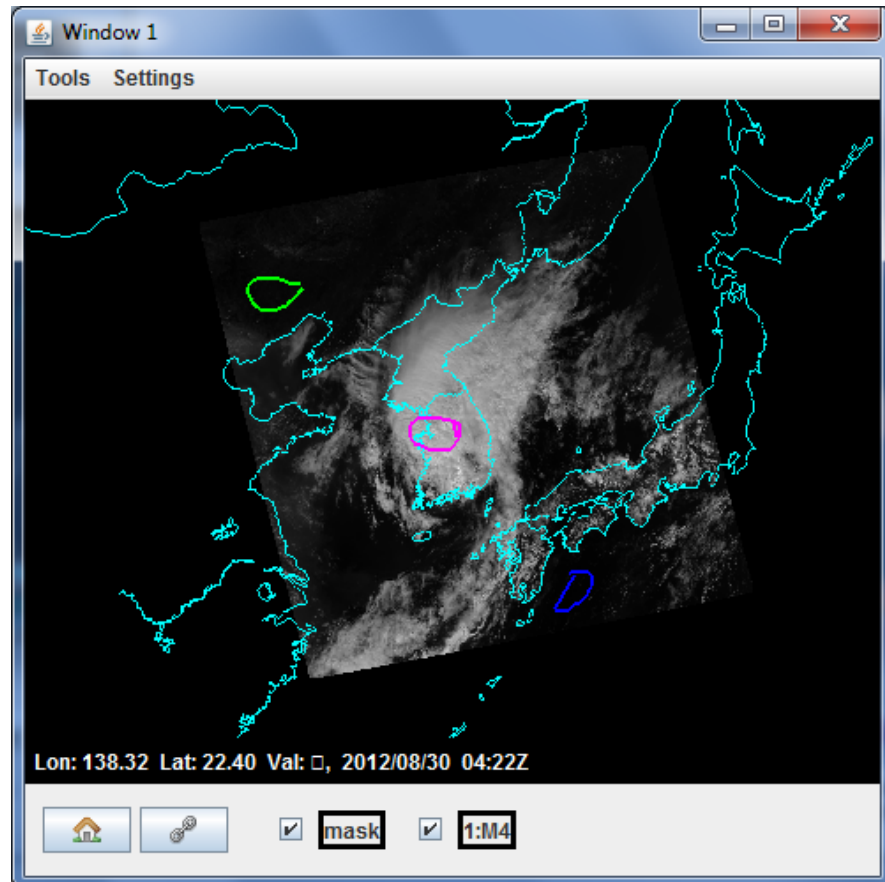 Window 1
Tools Settings
Lon: 138.32 Lat: 22.40 Val: □, 2012/08/30 04:22Z
mask 1:M4